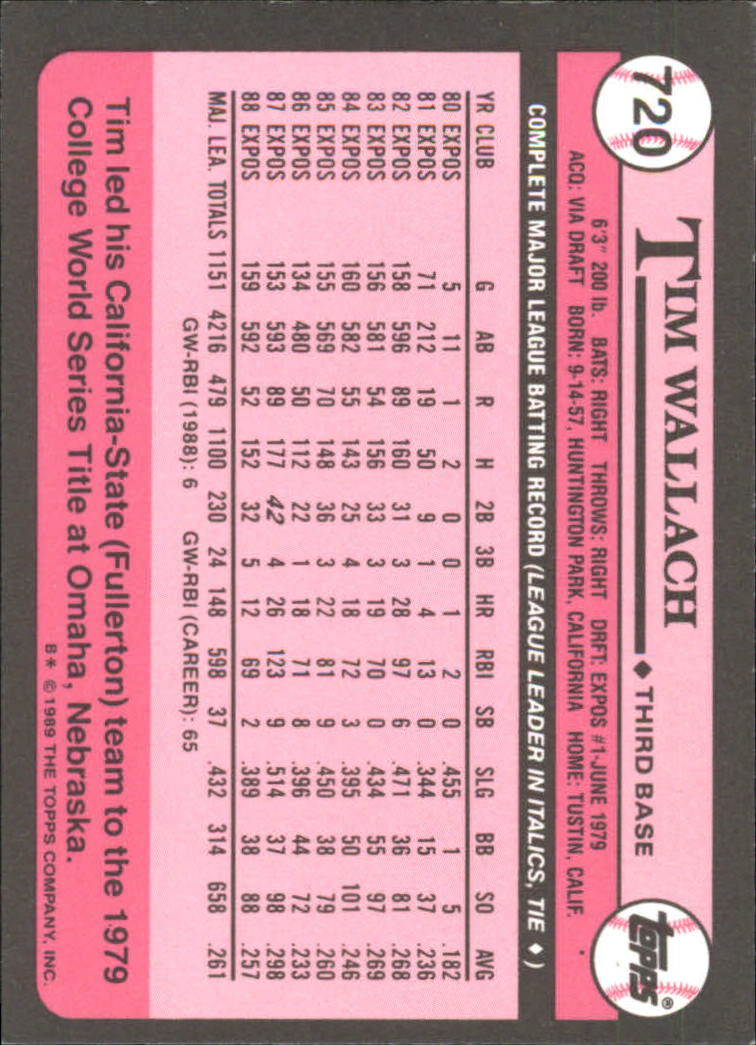 720
TIM WALLACH ♦ THIRD BASE
topps®
6'3" 200 lb. BATS: RIGHT THROWS: RIGHT DRFT: EXPOS #1-JUNE 1979
ACQ: VIA DRAFT BORN: 9-14-57, HUNTINGTON PARK, CALIFORNIA HOME: TUSTIN, CALIF.
COMPLETE MAJOR LEAGUE BATTING RECORD (LEAGUE LEADER IN ITALICS, TIE ♦)
YR CLUB G AB R H 2B 3B HR RBI SB SLG BB SO AVG
80 EXPOS 5 11 1 2 0 0 1 2 0 .455 1 5 .182
81 EXPOS 71 212 19 50 9 1 4 13 0 .344 15 37 .236
82 EXPOS 158 596 89 160 31 3 28 97 6 .471 36 81 .268
83 EXPOS 156 581 54 156 33 3 19 70 0 .434 55 97 .269
84 EXPOS 160 582 55 143 25 4 18 72 3 .395 50 101 .246
85 EXPOS 155 569 70 148 36 3 22 81 9 .450 38 79 .260
86 EXPOS 134 480 50 112 22 1 18 71 8 .396 44 72 .233
87 EXPOS 153 593 89 177 42 4 26 123 9 .514 37 98 .298
88 EXPOS 159 592 52 152 32 5 12 69 2 .389 38 88 .257
MAJ. LEA. TOTALS 1151 4216 479 1100 230 24 148 598 37 .432 314 658 .261
GW-RBI (1988): 6 GW-RBI (CAREER): 65
Tim led his California-State (Fullerton) team to the 1979
College World Series Title at Omaha, Nebraska.
B* © 1989 THE TOPPS COMPANY, INC.